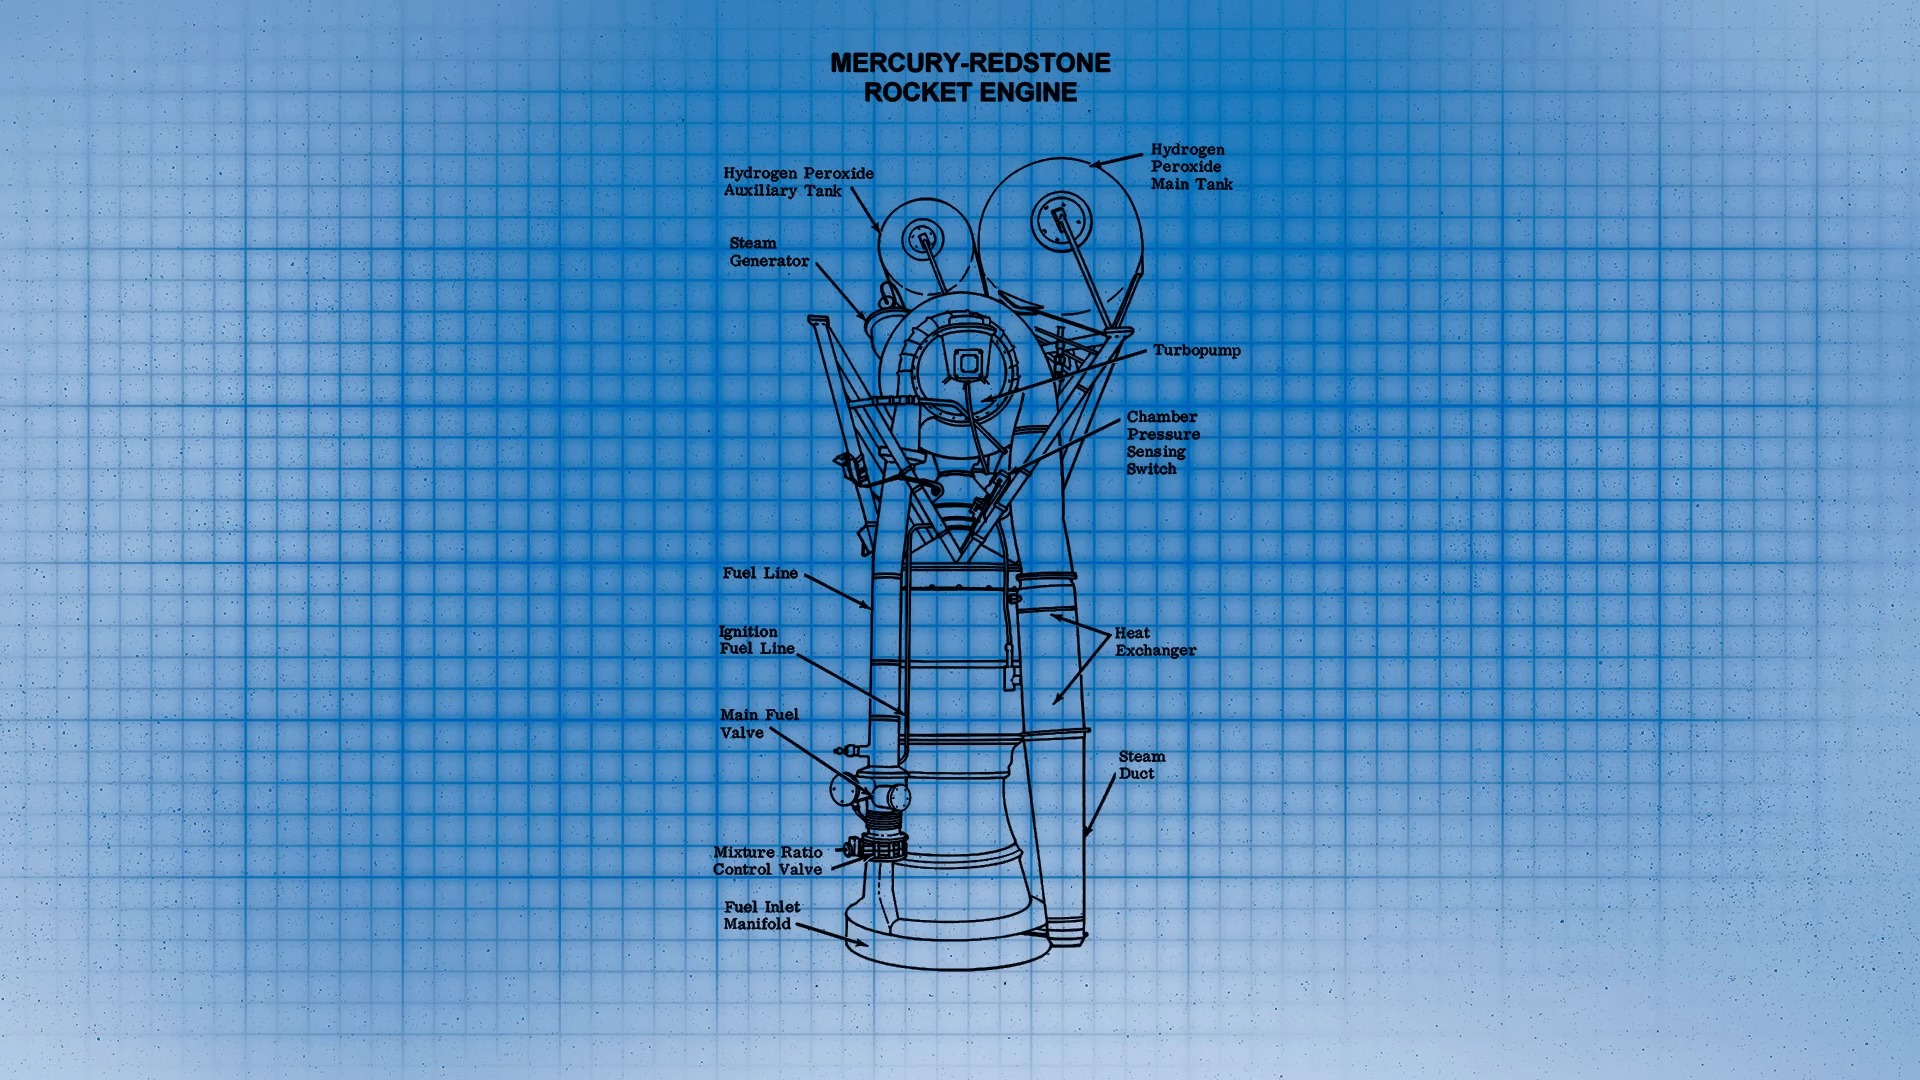 MERCURY-REDSTONE
ROCKET ENGINE
Hydrogen
Peroxide
Main Tank
Hydrogen Peroxide
Auxiliary Tank
Steam
Generator
Turbopump
Chamber
Pressure
Sensing
Switch
Fuel Line
Ignition
Fuel Line
Heat
Exchanger
Main Fuel
Valve
Steam
Duct
Mixture Ratio
Control Valve
Fuel Inlet
Manifold